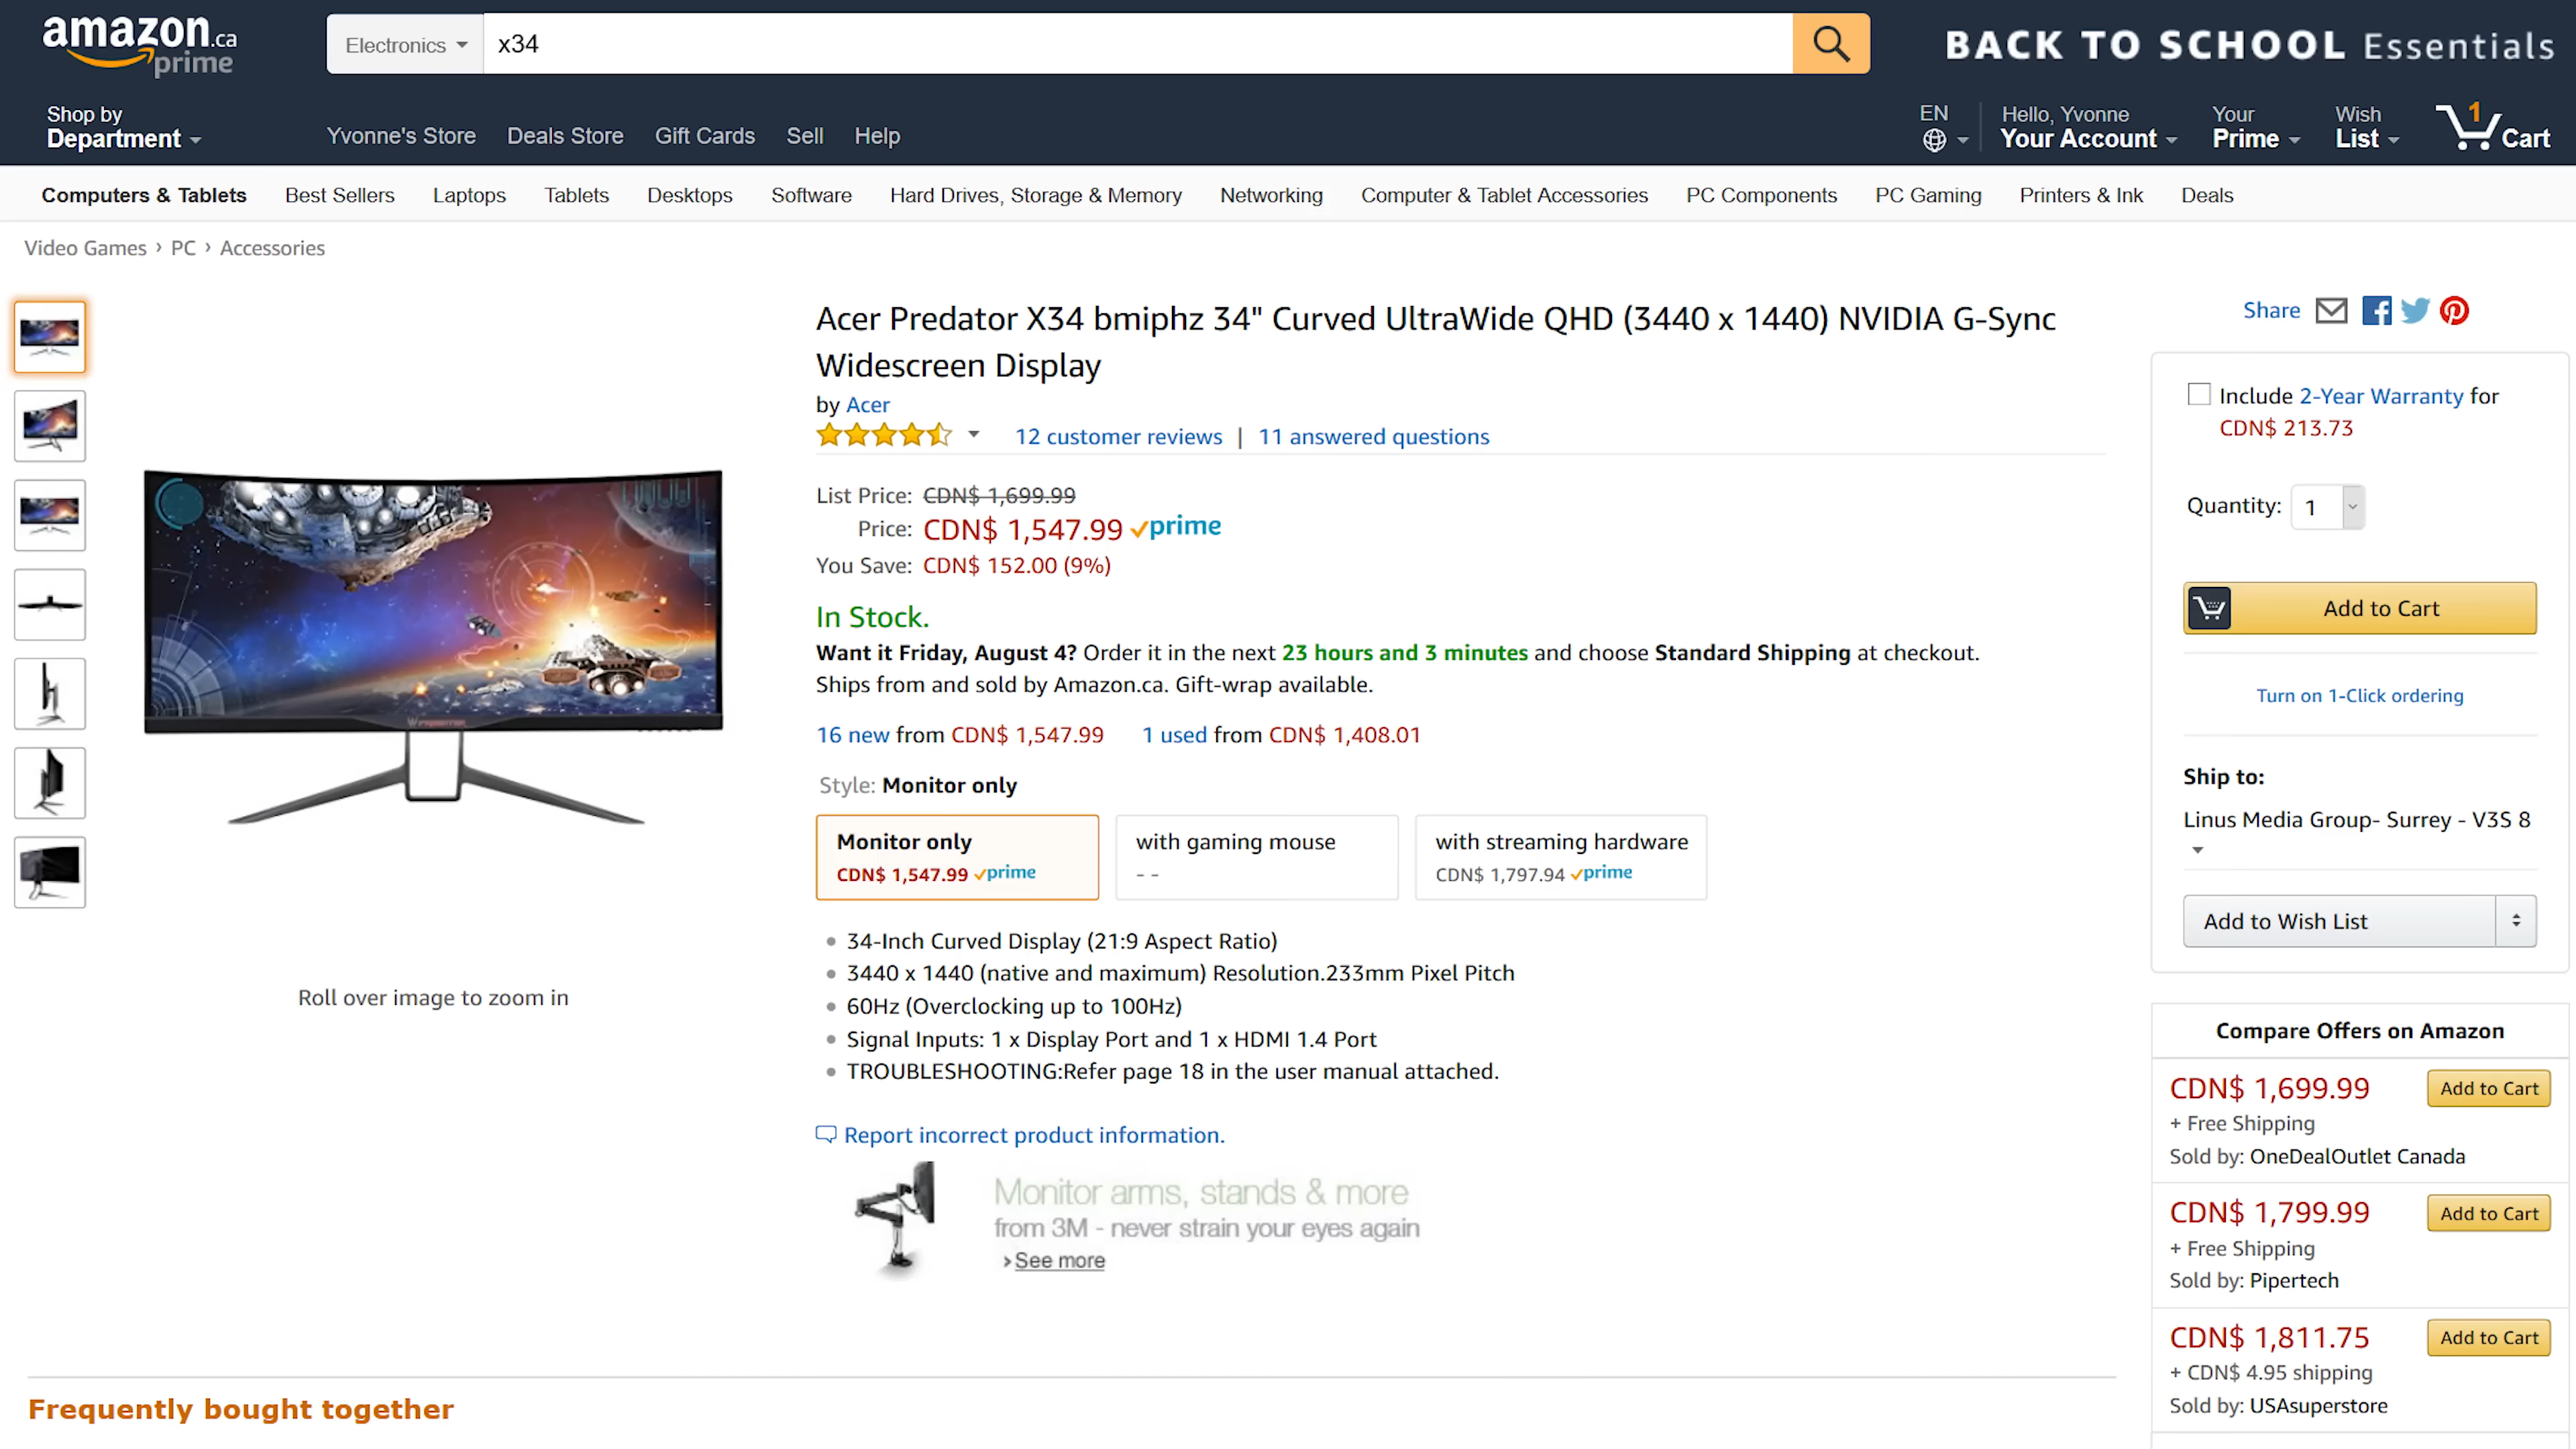 amazon.ca
prime
Electronics
x34
BACK TO SCHOOL Essentials
Shop by
Department
Yvonne's Store
Deals Store
Gift Cards
Sell
Help
EN
Hello, Yvonne
Your Account
Your
Prime
Wish
List
1
Cart
Computers & Tablets
Best Sellers
Laptops
Tablets
Desktops
Software
Hard Drives, Storage & Memory
Networking
Computer & Tablet Accessories
PC Components
PC Gaming
Printers & Ink
Deals
Video Games › PC › Accessories
Acer Predator X34 bmiphz 34" Curved UltraWide QHD (3440 x 1440) NVIDIA G-Sync
Widescreen Display
by Acer
12 customer reviews | 11 answered questions
List Price: CDN$ 1,699.99
Price: CDN$ 1,547.99 prime
You Save: CDN$ 152.00 (9%)
In Stock.
Want it Friday, August 4? Order it in the next 23 hours and 3 minutes and choose Standard Shipping at checkout.
Ships from and sold by Amazon.ca. Gift-wrap available.
16 new from CDN$ 1,547.99
1 used from CDN$ 1,408.01
Style: Monitor only
Monitor only
CDN$ 1,547.99 prime
with gaming mouse
- -
with streaming hardware
CDN$ 1,797.94 prime
34-Inch Curved Display (21:9 Aspect Ratio)
3440 x 1440 (native and maximum) Resolution.233mm Pixel Pitch
60Hz (Overclocking up to 100Hz)
Signal Inputs: 1 x Display Port and 1 x HDMI 1.4 Port
TROUBLESHOOTING:Refer page 18 in the user manual attached.
Report incorrect product information.
Monitor arms, stands & more
from 3M - never strain your eyes again
›See more
Roll over image to zoom in
PREDATOR
Share
Include 2-Year Warranty for
CDN$ 213.73
Quantity: 1
Add to Cart
Turn on 1-Click ordering
Ship to:
Linus Media Group- Surrey - V3S 8
Add to Wish List
Compare Offers on Amazon
CDN$ 1,699.99
Add to Cart
+ Free Shipping
Sold by: OneDealOutlet Canada
CDN$ 1,799.99
Add to Cart
+ Free Shipping
Sold by: Pipertech
CDN$ 1,811.75
Add to Cart
+ CDN$ 4.95 shipping
Sold by: USAsuperstore
Frequently bought together